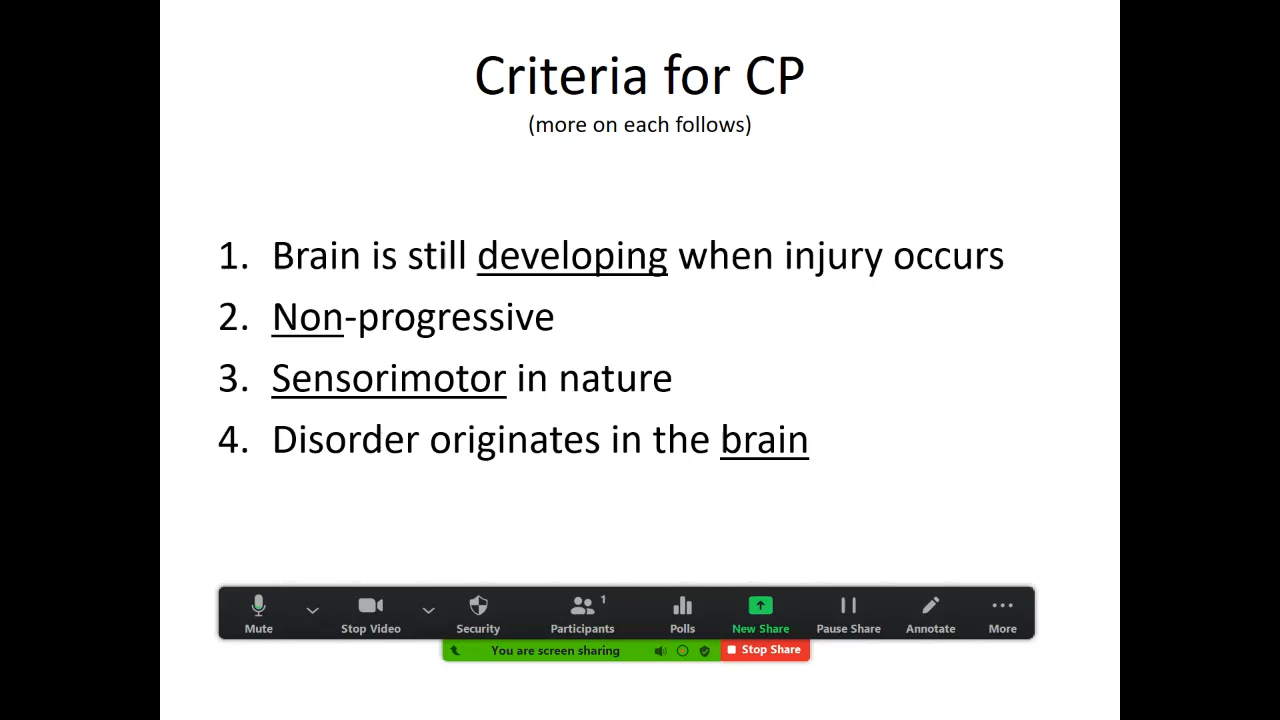 Criteria for CP
(more on each follows)
1. Brain is still developing when injury occurs
2. Non-progressive
3. Sensorimotor in nature
4. Disorder originates in the brain
1
Mute Stop Video Security Participants Polls New Share Pause Share Annotate More
You are screen sharing Stop Share